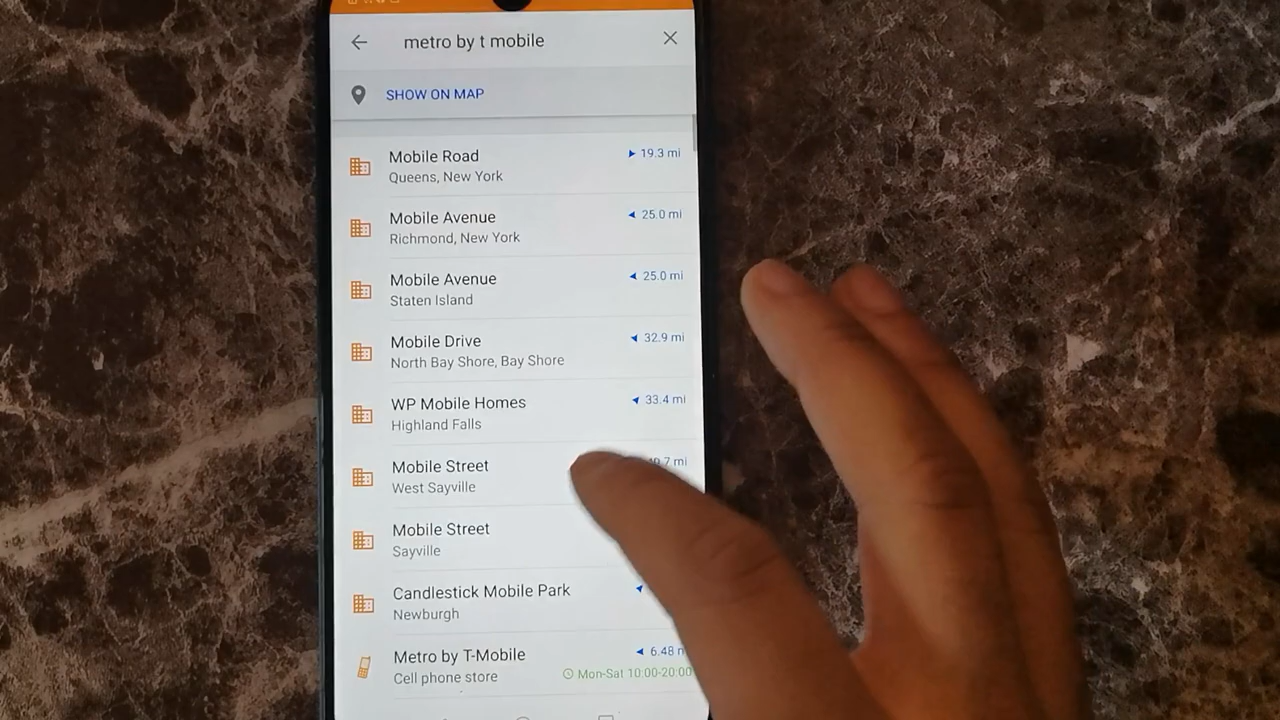 metro by t mobile
SHOW ON MAP
Mobile Road
19.3 mi
Queens, New York
Mobile Avenue
25.0 mi
Richmond, New York
Mobile Avenue
25.0 mi
Staten Island
Mobile Drive
32.9 mi
North Bay Shore, Bay Shore
WP Mobile Homes
33.4 mi
Highland Falls
Mobile Street
mi
West Sayville
Mobile Street
Sayville
Candlestick Mobile Park
Newburgh
Metro by T-Mobile
6.48
Cell phone store
Mon-Sat 10:00-20:00